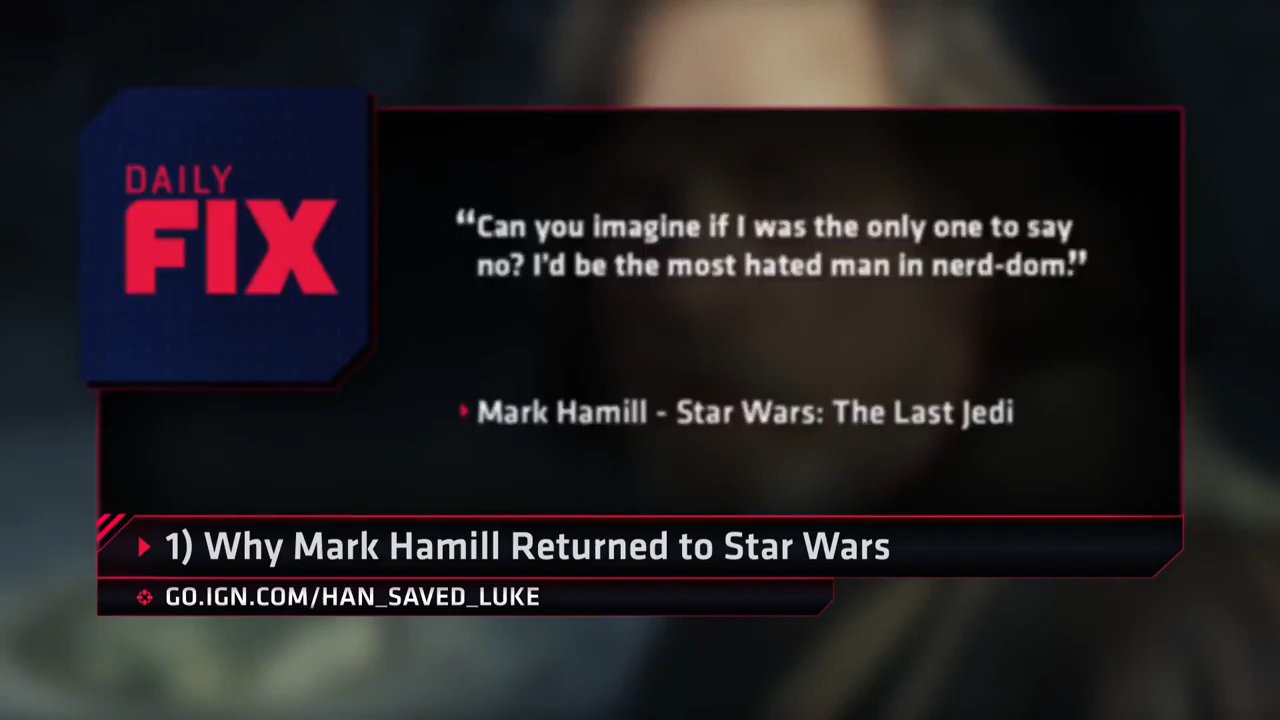 DAILY
FIX
“Can you imagine if I was the only one to say
no? I'd be the most hated man in nerd-dom.”
Mark Hamill - Star Wars: The Last Jedi
1) Why Mark Hamill Returned to Star Wars
GO.IGN.COM/HAN_SAVED_LUKE